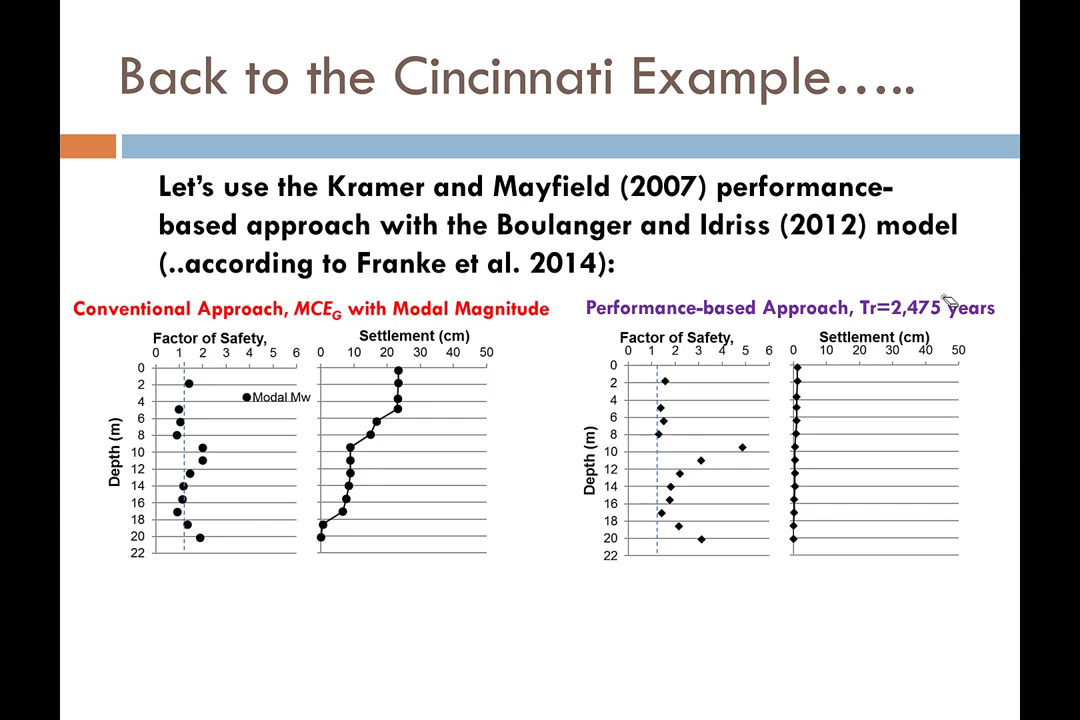 Back to the Cincinnati Example…..
Let's use the Kramer and Mayfield (2007) performance-
based approach with the Boulanger and Idriss (2012) model
(..according to Franke et al. 2014):
Conventional Approach, MCEG with Modal Magnitude
Factor of Safety,
0 1 2 3 4 5 6
Settlement (cm)
0 10 20 30 40 50
Depth (m)
0
2
4
6
8
10
12
14
16
18
20
22
Modal Mw
Performance-based Approach, Tr=2,475 years
Factor of Safety,
0 1 2 3 4 5 6
Settlement (cm)
0 10 20 30 40 50
Depth (m)
0
2
4
6
8
10
12
14
16
18
20
22